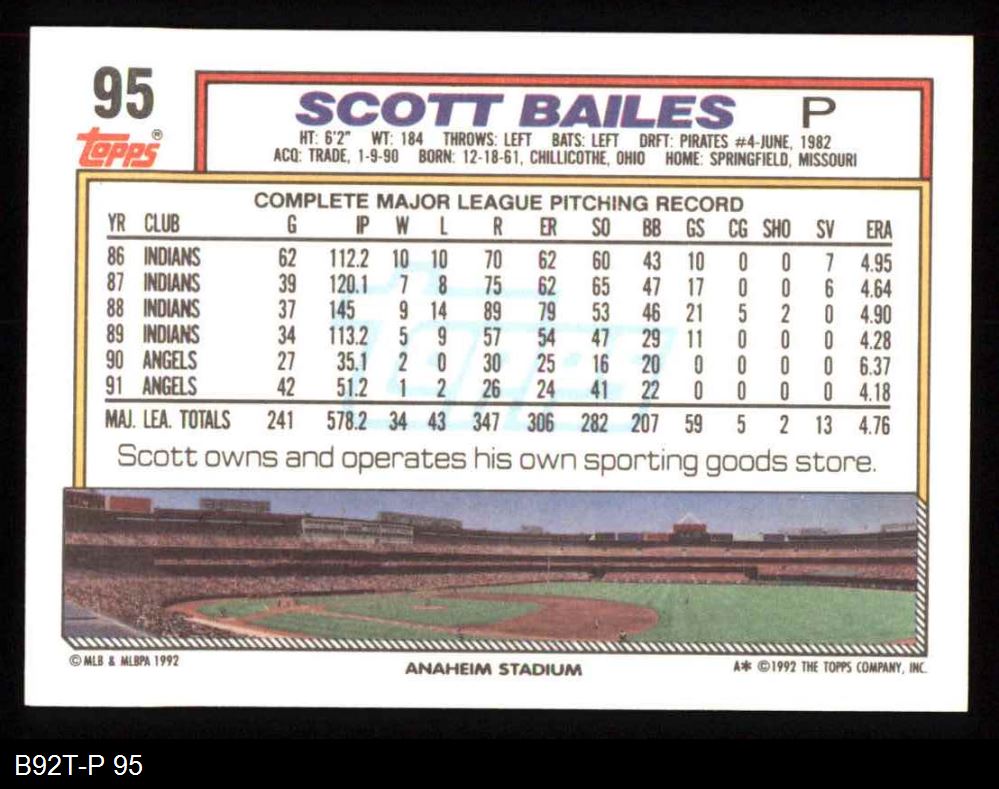 95
SCOTT BAILES P
topps®
HT: 6'2" WT: 184 THROWS: LEFT BATS: LEFT DRFT: PIRATES #4-JUNE, 1982
ACQ: TRADE, 1-9-90 BORN: 12-18-61, CHILLICOTHE, OHIO HOME: SPRINGFIELD, MISSOURI
COMPLETE MAJOR LEAGUE PITCHING RECORD
YR CLUB G IP W L R ER SO BB GS CG SHO SV ERA
86 INDIANS 62 112.2 10 10 70 62 60 43 10 0 0 7 4.95
87 INDIANS 39 120.1 7 8 75 62 65 47 17 0 0 6 4.64
88 INDIANS 37 145 9 14 89 79 53 46 21 5 2 0 4.90
89 INDIANS 34 113.2 5 9 57 54 47 29 11 0 0 0 4.28
90 ANGELS 27 35.1 2 0 30 25 16 20 0 0 0 0 6.37
91 ANGELS 42 51.2 1 2 26 24 41 22 0 0 0 0 4.18
MAJ. LEA. TOTALS 241 578.2 34 43 347 306 282 207 59 5 2 13 4.76
topps
Scott owns and operates his own sporting goods store.
© MLB & MLBPA 1992
ANAHEIM STADIUM
A* ©1992 THE TOPPS COMPANY, INC.
B92T-P 95